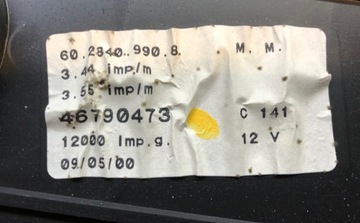 60.2840..990.8. M. M.
3.44 imp/m
3.55 imp/m
46790473 C 141
12000 Imp.g. 12 V
09/05/00